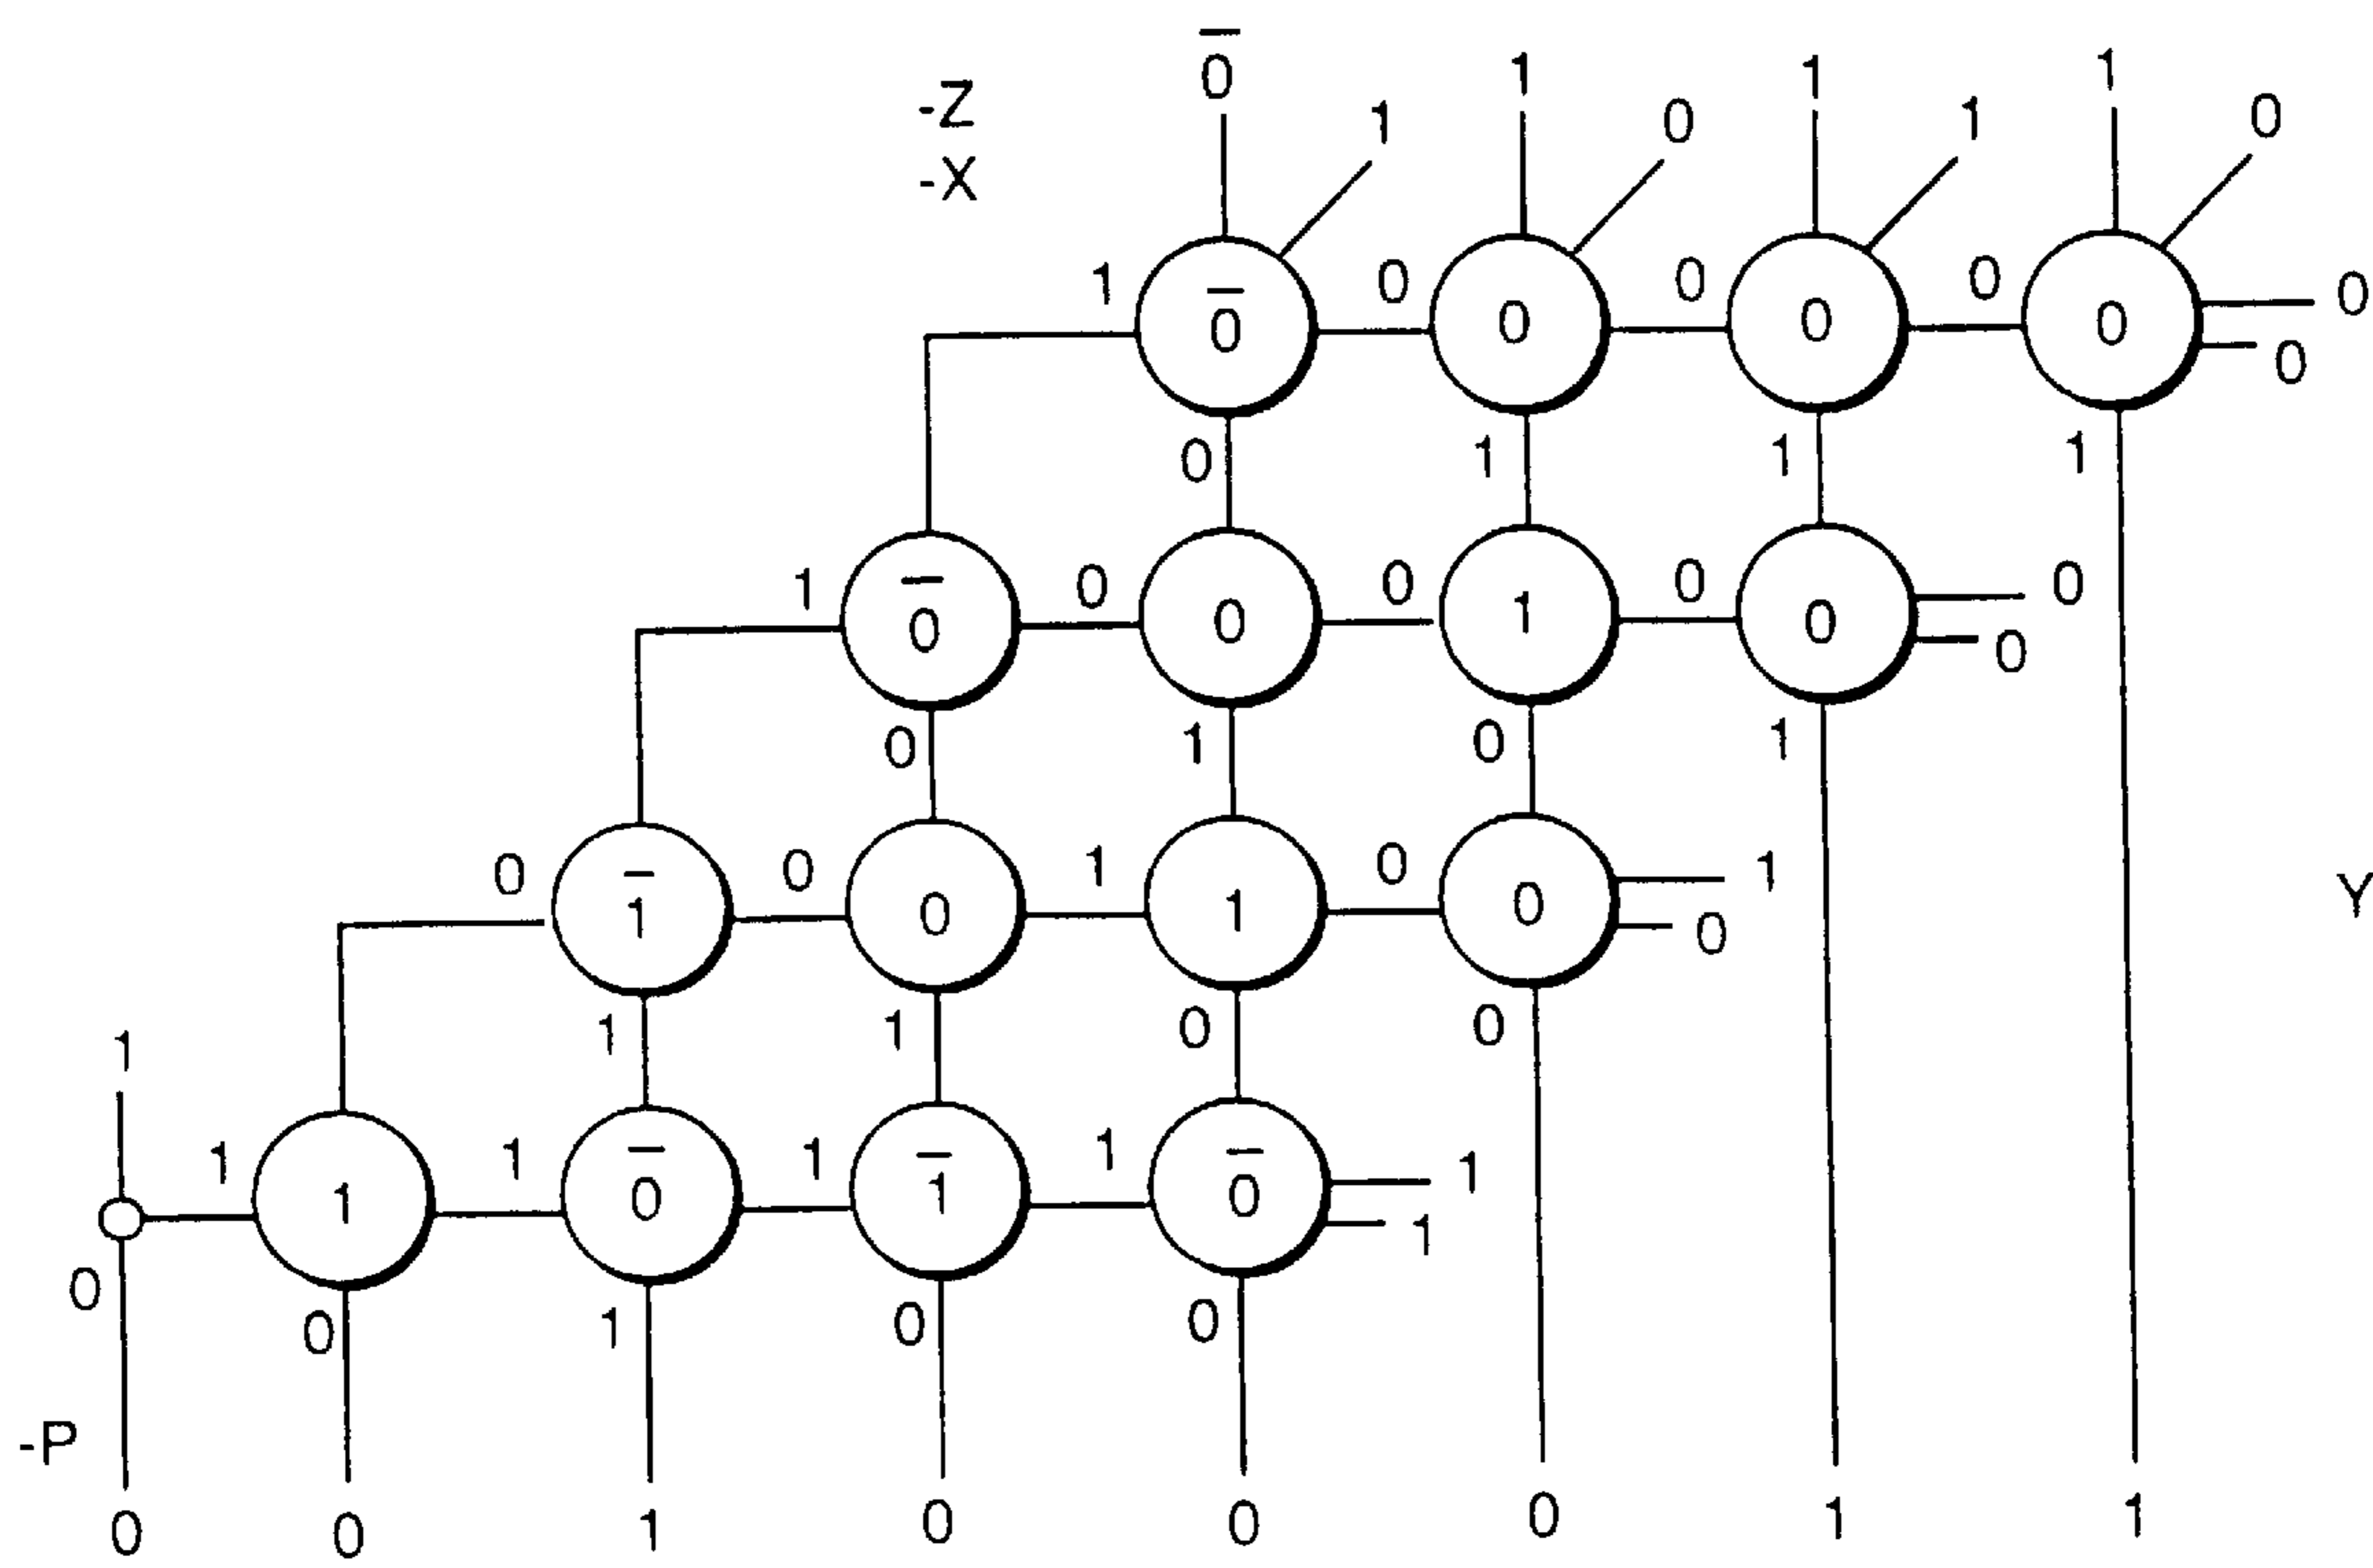 0̅ 1 1 1
-Z 1 0 1 0
-X
1 0̅ 0 0 0 0 0 0 0
0 1 1 1
1 0̅ 0 0 0 1 0 0 0 0
0 1 0 1
0 1̅ 0 0 1 1 0 0 1 0 Y
1 1 1 0 0
1 1 1 0̅ 1 1̅ 1 0̅ 1 1
0 0 1 0 0
-P
0 0 1 0 0 0 1 1